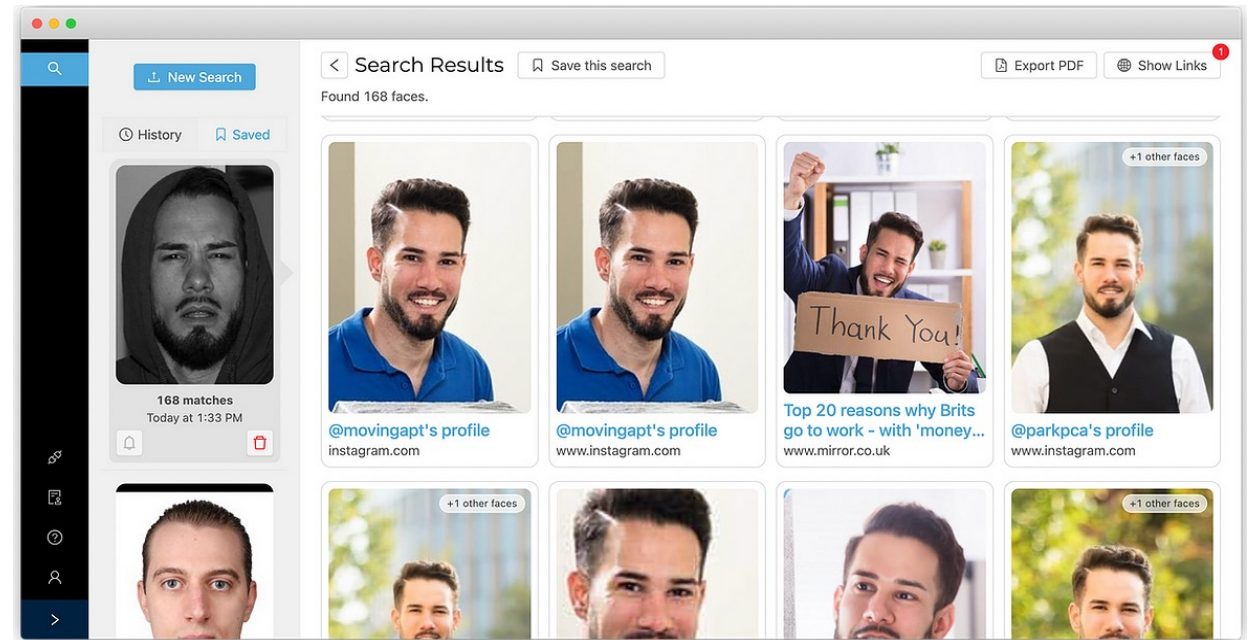 New Search
History
Saved
168 matches
Today at 1:33 PM
Search Results
Save this search
Export PDF
Show Links
1
Found 168 faces.
@movingapt's profile
instagram.com
@movingapt's profile
www.instagram.com
Thank You!
Top 20 reasons why Brits
go to work - with 'money...
www.mirror.co.uk
+1 other faces
@parkpca's profile
www.instagram.com
+1 other faces
+1 other faces